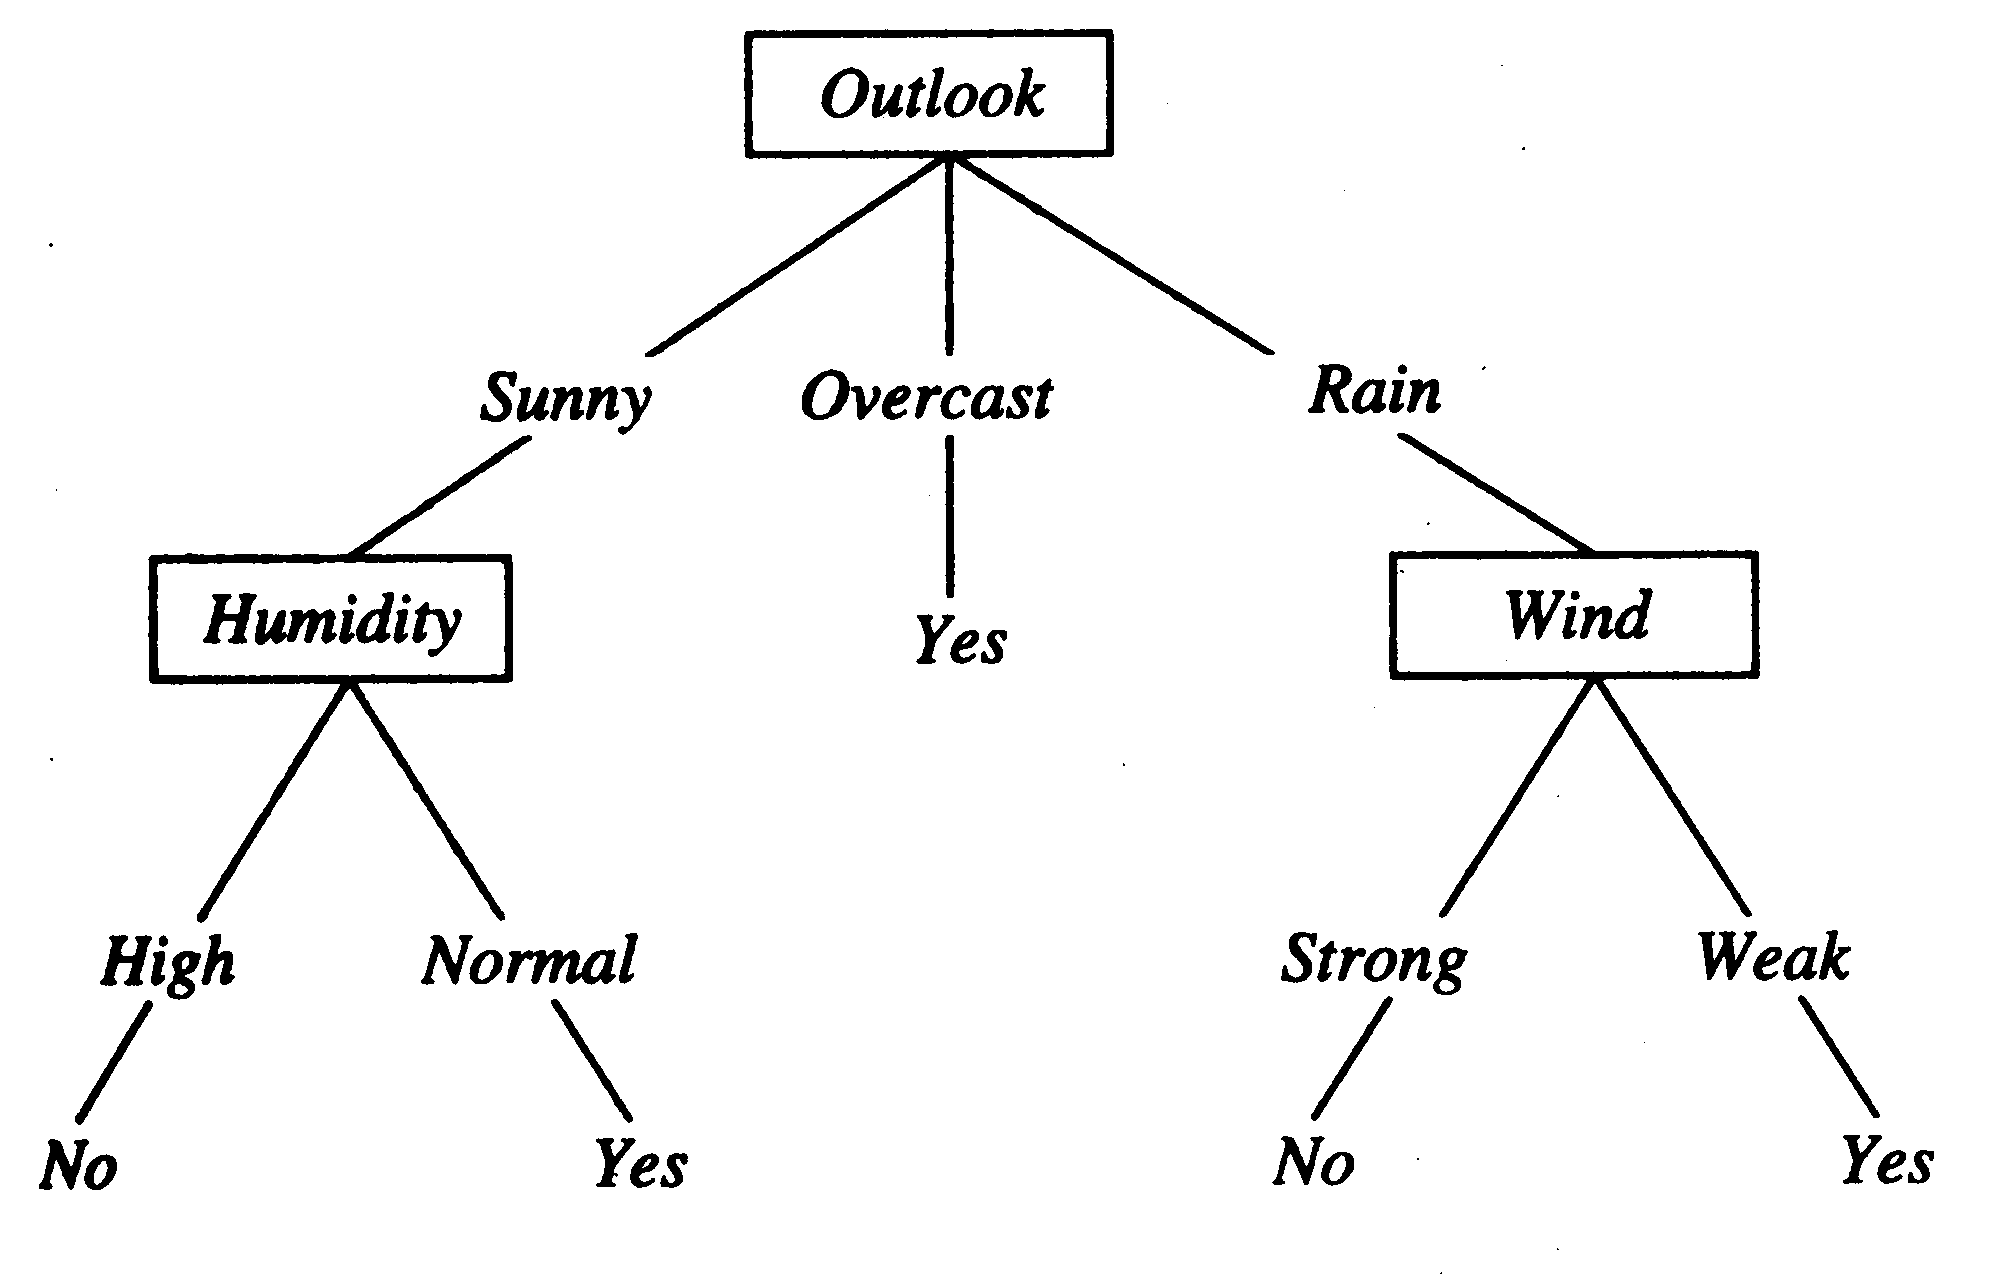 Outlook
Sunny Overcast Rain
Humidity Yes Wind
High Normal Strong Weak
No Yes No Yes